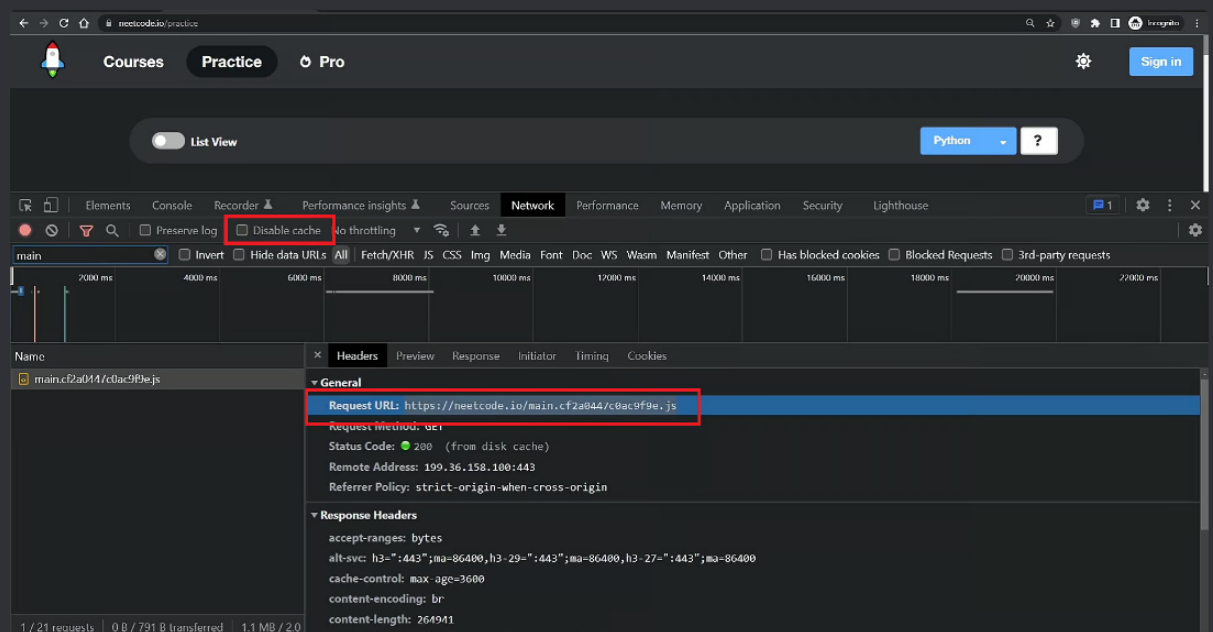 neetcode.io/practice
Incognito
Courses Practice Pro Sign in
List View Python ?
Elements Console Recorder Performance insights Sources Network Performance Memory Application Security Lighthouse 1
Preserve log Disable cache No throttling
main Invert Hide data URLs All Fetch/XHR JS CSS Img Media Font Doc WS Wasm Manifest Other Has blocked cookies Blocked Requests 3rd-party requests
2000 ms 4000 ms 6000 ms 8000 ms 10000 ms 12000 ms 14000 ms 16000 ms 18000 ms 20000 ms 22000 ms
Name
main.cf2a0447c0ac9f9e.js
× Headers Preview Response Initiator Timing Cookies
General
Request URL: https://neetcode.io/main.cf2a0447c0ac9f9e.js
Request Method: GET
Status Code: 200 (from disk cache)
Remote Address: 199.36.158.100:443
Referrer Policy: strict-origin-when-cross-origin
Response Headers
accept-ranges: bytes
alt-svc: h3=":443";ma=86400,h3-29=":443";ma=86400,h3-27=":443";ma=86400
cache-control: max-age=3600
content-encoding: br
content-length: 264941
1 / 21 requests 0 B / 791 B transferred 1.1 MB / 2.0